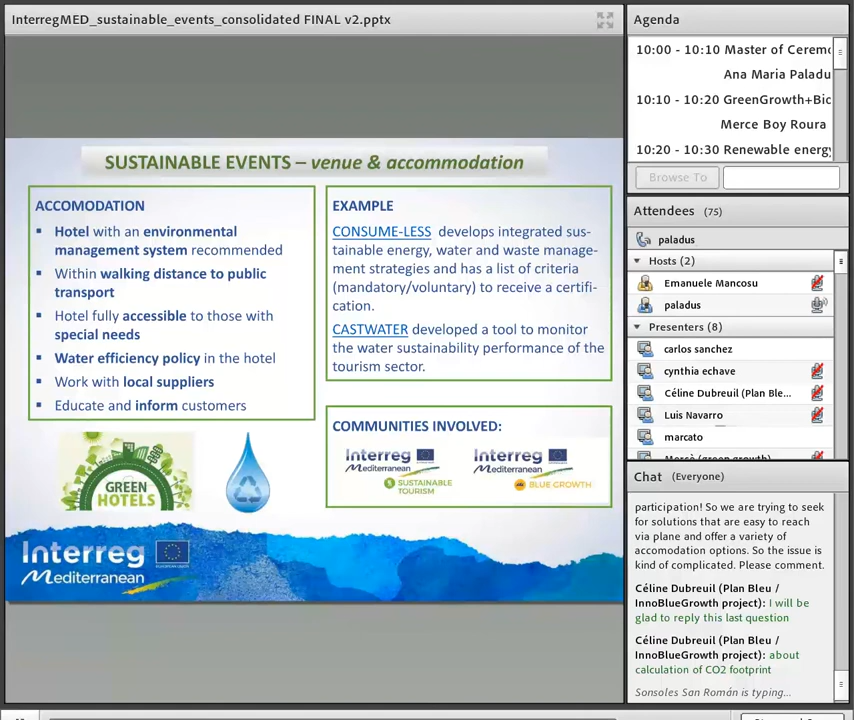 InterregMED_sustainable_events_consolidated FINAL v2.pptx
SUSTAINABLE EVENTS – venue & accommodation
ACCOMODATION
▪ Hotel with an environmental
management system recommended
▪ Within walking distance to public
transport
▪ Hotel fully accessible to those with
special needs
▪ Water efficiency policy in the hotel
▪ Work with local suppliers
▪ Educate and inform customers
GREEN
HOTELS
EXAMPLE
CONSUME-LESS develops integrated sus-
tainable energy, water and waste manage-
ment strategies and has a list of criteria
(mandatory/voluntary) to receive a certifi-
cation.
CASTWATER developed a tool to monitor
the water sustainability performance of the
tourism sector.
COMMUNITIES INVOLVED:
Interreg
Mediterranean
SUSTAINABLE
TOURISM
Interreg
Mediterranean
BLUE GROWTH
Interreg
Mediterranean
Agenda
10:00 - 10:10 Master of Cerem
Ana Maria Paladu
10:10 - 10:20 GreenGrowth+Bio
Merce Boy Roura
10:20 - 10:30 Renewable energy
Browse To
Attendees (75)
paladus
Hosts (2)
Emanuele Mancosu
paladus
Presenters (8)
carlos sanchez
cynthia echave
Céline Dubreuil (Plan Ble...
Luis Navarro
marcato
Chat (Everyone)
participation! So we are trying to seek
for solutions that are easy to reach
via plane and offer a variety of
accomodation options. So the issue is
kind of complicated. Please comment.
Céline Dubreuil (Plan Bleu /
InnoBlueGrowth project): I will be
glad to reply this last question
Céline Dubreuil (Plan Bleu /
InnoBlueGrowth project): about
calculation of CO2 footprint
Sonsoles San Román is typing...